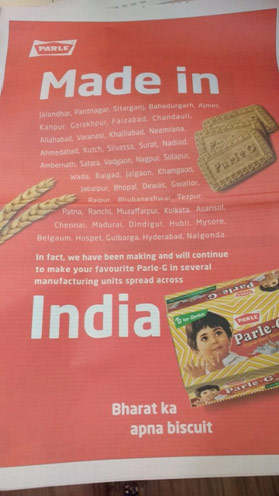 PARLE
Made in
Jalandhar, Pantnagar, Sitarganj, Bahadurgarh, Ajmer,
Kanpur, Gorakhpur, Faizabad, Chandauli,
Allahabad, Varanasi, Khalilabad, Neemrana,
Ahmedabad, Kutch, Silvassa, Surat, Nadiad,
Ambernath, Satara, Vadgaon, Nagpur, Solapur,
Wada, Raigad, Jalgaon, Khamgaon,
Jabalpur, Bhopal, Dewas, Gwalior,
Raipur, Bhubaneshwar, Tezpur,
Patna, Ranchi, Muzaffarpur, Kolkata, Asansol,
Chennai, Madurai, Dindigul, Hubli, Mysore,
Belgaum, Hospet, Gulbarga, Hyderabad, Nalgonda.
In fact, we have been making and will continue
to make your favourite Parle-G in several
manufacturing units spread across
India
PARLE
Parle-G
Bharat ka
apna biscuit